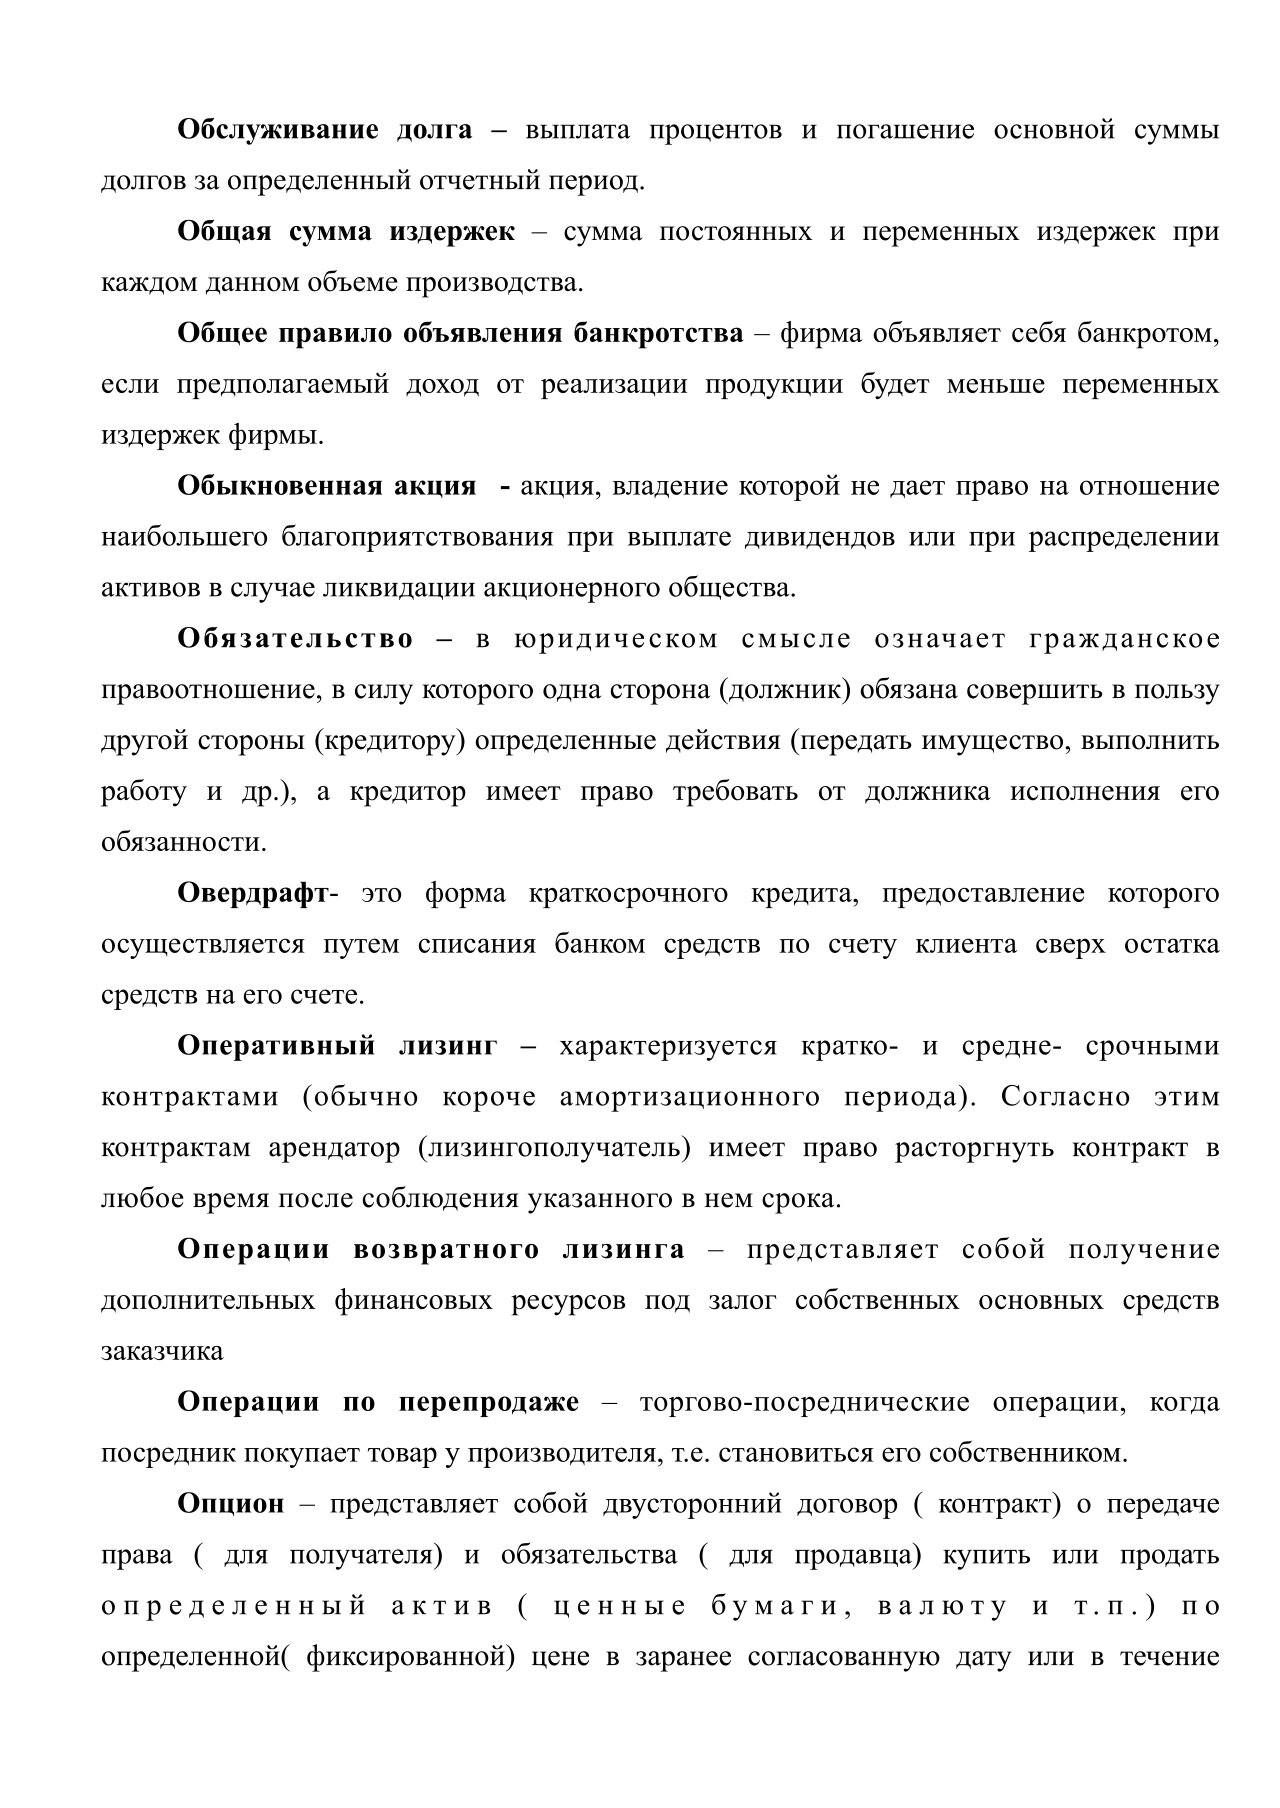 Обслуживание долга – выплата процентов и погашение основной суммы
долгов за определенный отчетный период.
Общая сумма издержек – сумма постоянных и переменных издержек при
каждом данном объеме производства.
Общее правило объявления банкротства – фирма объявляет себя банкротом,
если предполагаемый доход от реализации продукции будет меньше переменных
издержек фирмы.
Обыкновенная акция - акция, владение которой не дает право на отношение
наибольшего благоприятствования при выплате дивидендов или при распределении
активов в случае ликвидации акционерного общества.
Обязательство – в юридическом смысле означает гражданское
правоотношение, в силу которого одна сторона (должник) обязана совершить в пользу
другой стороны (кредитору) определенные действия (передать имущество, выполнить
работу и др.), а кредитор имеет право требовать от должника исполнения его
обязанности.
Овердрафт- это форма краткосрочного кредита, предоставление которого
осуществляется путем списания банком средств по счету клиента сверх остатка
средств на его счете.
Оперативный лизинг – характеризуется кратко- и средне- срочными
контрактами (обычно короче амортизационного периода). Согласно этим
контрактам арендатор (лизингополучатель) имеет право расторгнуть контракт в
любое время после соблюдения указанного в нем срока.
Операции возвратного лизинга – представляет собой получение
дополнительных финансовых ресурсов под залог собственных основных средств
заказчика
Операции по перепродаже – торгово-посреднические операции, когда
посредник покупает товар у производителя, т.е. становиться его собственником.
Опцион – представляет собой двусторонний договор ( контракт) о передаче
права ( для получателя) и обязательства ( для продавца) купить или продать
определенный актив ( ценные бумаги, валюту и т.п.) по
определенной( фиксированной) цене в заранее согласованную дату или в течение